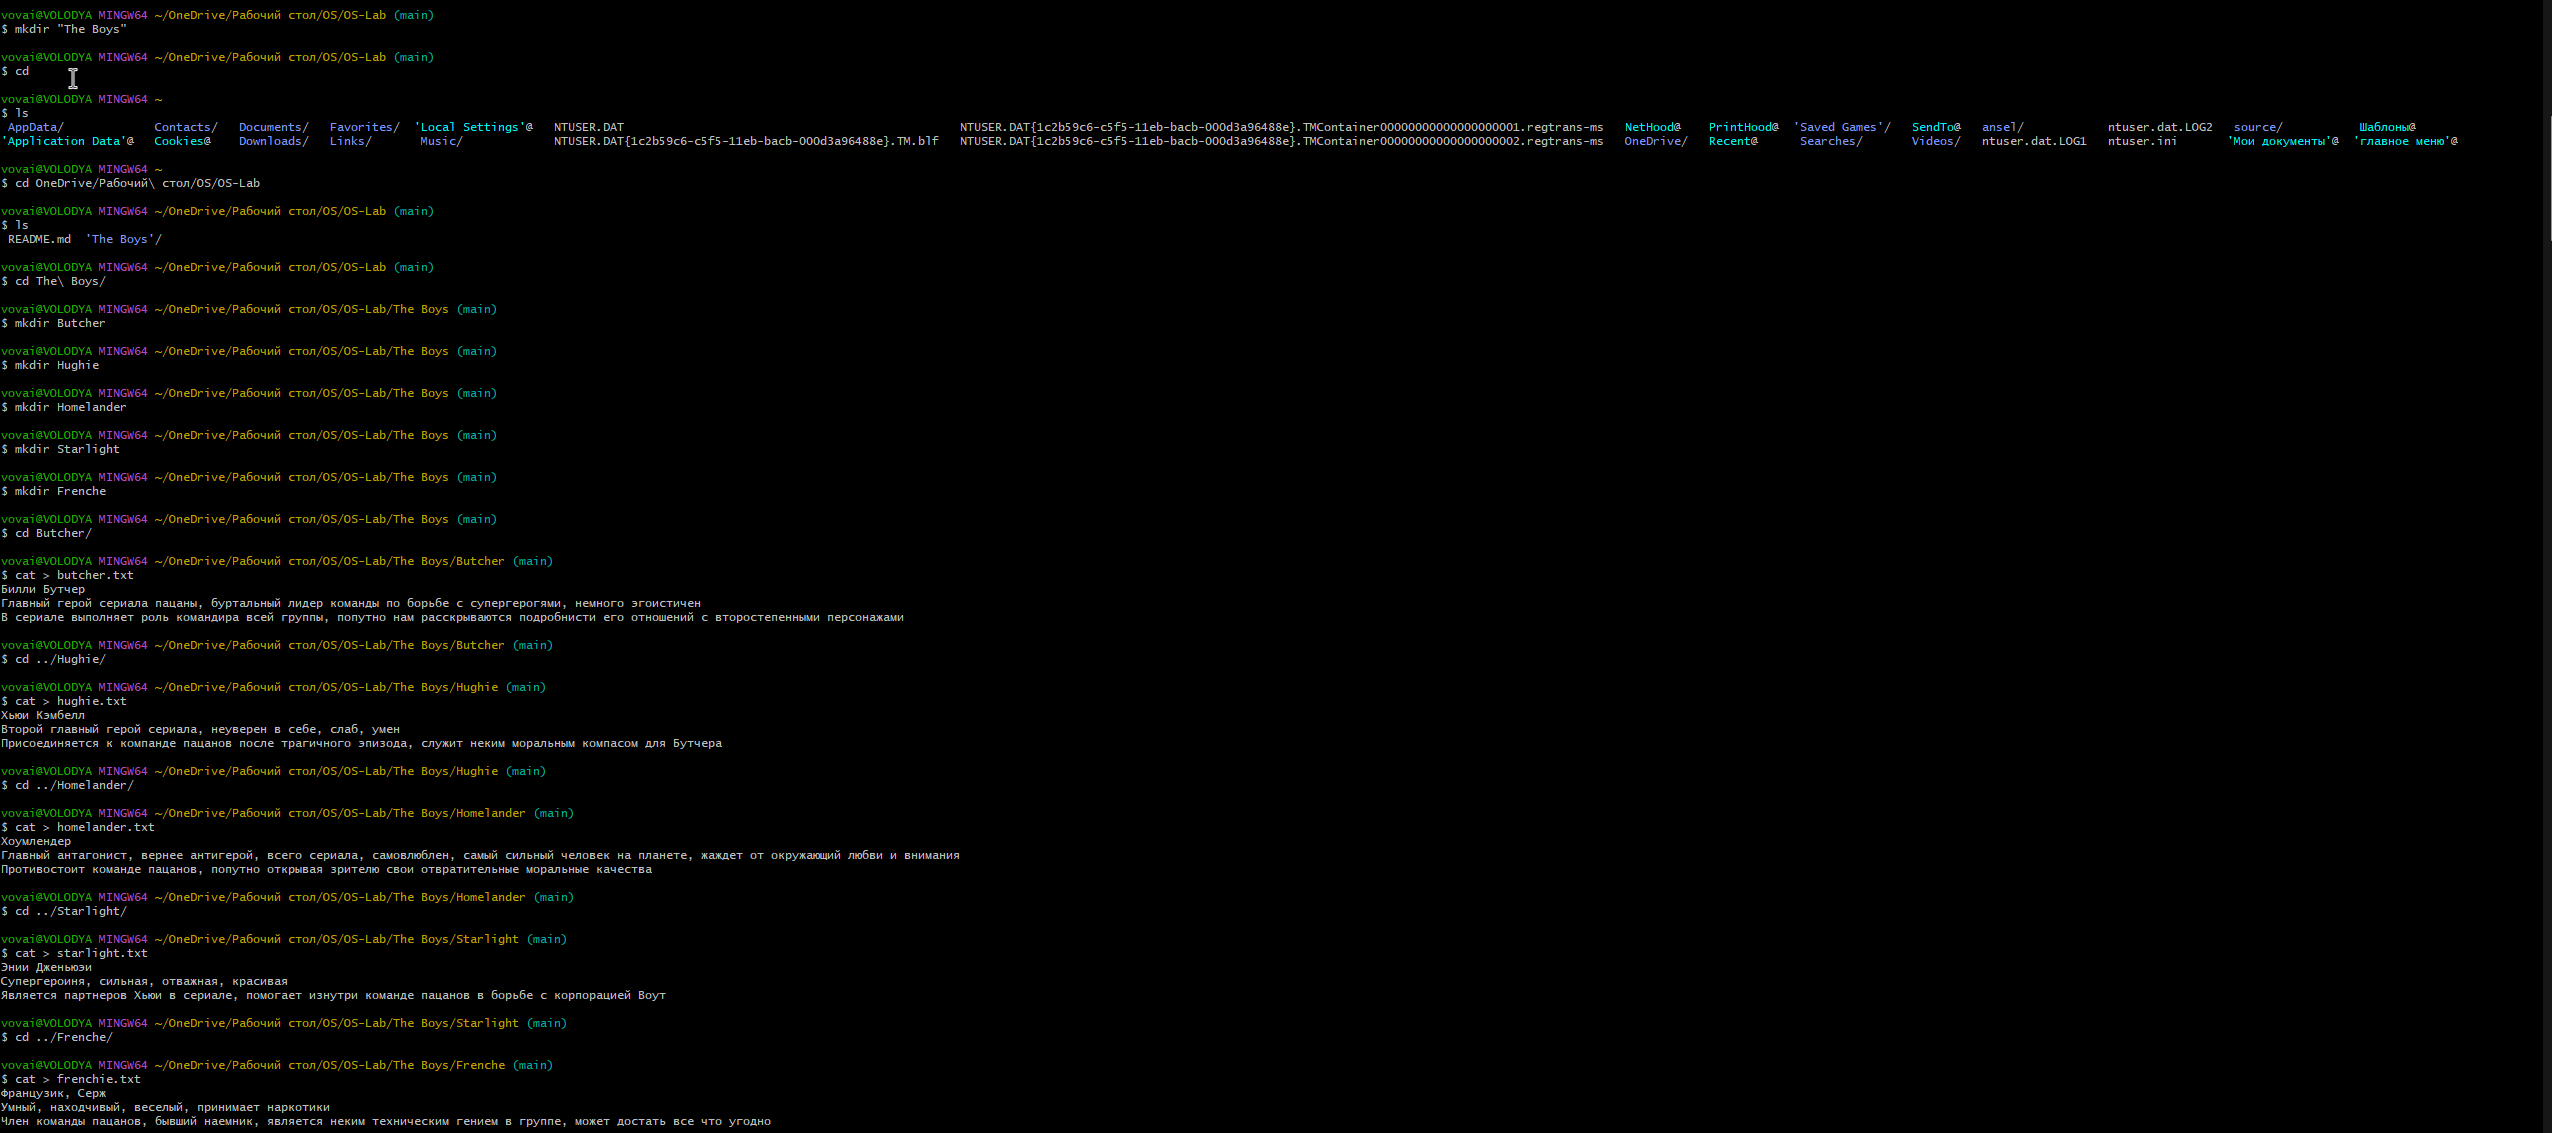 vovai@VOLODYA MINGW64 ~/OneDrive/Рабочий стол/OS/OS-Lab (main)
$ mkdir "The Boys"
vovai@VOLODYA MINGW64 ~/OneDrive/Рабочий стол/OS/OS-Lab (main)
$ cd
vovai@VOLODYA MINGW64 ~
$ ls
AppData/ Contacts/ Documents/ Favorites/ 'Local Settings'@ NTUSER.DAT NTUSER.DAT{1c2b59c6-c5f5-11eb-bacb-000d3a96488e}.TMContainer00000000000000000001.regtrans-ms NetHood@ PrintHood@ 'Saved Games'/ SendTo@ ansel/ ntuser.dat.LOG2 source/ Шаблоны@
'Application Data'@ Cookies@ Downloads/ Links/ Music/ NTUSER.DAT{1c2b59c6-c5f5-11eb-bacb-000d3a96488e}.TM.blf NTUSER.DAT{1c2b59c6-c5f5-11eb-bacb-000d3a96488e}.TMContainer00000000000000000002.regtrans-ms OneDrive/ Recent@ Searches/ Videos/ ntuser.dat.LOG1 ntuser.ini 'Мои документы'@ 'главное меню'@
vovai@VOLODYA MINGW64 ~
$ cd OneDrive/Рабочий\ стол/OS/OS-Lab
vovai@VOLODYA MINGW64 ~/OneDrive/Рабочий стол/OS/OS-Lab (main)
$ ls
README.md 'The Boys'/
vovai@VOLODYA MINGW64 ~/OneDrive/Рабочий стол/OS/OS-Lab (main)
$ cd The\ Boys/
vovai@VOLODYA MINGW64 ~/OneDrive/Рабочий стол/OS/OS-Lab/The Boys (main)
$ mkdir Butcher
vovai@VOLODYA MINGW64 ~/OneDrive/Рабочий стол/OS/OS-Lab/The Boys (main)
$ mkdir Hughie
vovai@VOLODYA MINGW64 ~/OneDrive/Рабочий стол/OS/OS-Lab/The Boys (main)
$ mkdir Homelander
vovai@VOLODYA MINGW64 ~/OneDrive/Рабочий стол/OS/OS-Lab/The Boys (main)
$ mkdir Starlight
vovai@VOLODYA MINGW64 ~/OneDrive/Рабочий стол/OS/OS-Lab/The Boys (main)
$ mkdir Frenche
vovai@VOLODYA MINGW64 ~/OneDrive/Рабочий стол/OS/OS-Lab/The Boys (main)
$ cd Butcher/
vovai@VOLODYA MINGW64 ~/OneDrive/Рабочий стол/OS/OS-Lab/The Boys/Butcher (main)
$ cat > butcher.txt
Билли Бутчер
Главный герой сериала пацаны, буртальный лидер команды по борьбе с супергерогями, немного эгоистичен
В сериале выполняет роль командира всей группы, попутно нам расскрываются подробнисти его отношений с второстепенными персонажами
vovai@VOLODYA MINGW64 ~/OneDrive/Рабочий стол/OS/OS-Lab/The Boys/Butcher (main)
$ cd ../Hughie/
vovai@VOLODYA MINGW64 ~/OneDrive/Рабочий стол/OS/OS-Lab/The Boys/Hughie (main)
$ cat > hughie.txt
Хьюи Кэмбелл
Второй главный герой сериала, неуверен в себе, слаб, умен
Присоединяется к компанде пацанов после трагичного эпизода, служит неким моральным компасом для Бутчера
vovai@VOLODYA MINGW64 ~/OneDrive/Рабочий стол/OS/OS-Lab/The Boys/Hughie (main)
$ cd ../Homelander/
vovai@VOLODYA MINGW64 ~/OneDrive/Рабочий стол/OS/OS-Lab/The Boys/Homelander (main)
$ cat > homelander.txt
Хоумлендер
Главный антагонист, вернее антигерой, всего сериала, самовлюблен, самый сильный человек на планете, жаждет от окружающий любви и внимания
Противостоит команде пацанов, попутно открывая зрителю свои отвратительные моральные качества
vovai@VOLODYA MINGW64 ~/OneDrive/Рабочий стол/OS/OS-Lab/The Boys/Homelander (main)
$ cd ../Starlight/
vovai@VOLODYA MINGW64 ~/OneDrive/Рабочий стол/OS/OS-Lab/The Boys/Starlight (main)
$ cat > starlight.txt
Энии Дженьюэи
Супергероиня, сильная, отважная, красивая
Является партнеров Хьюи в сериале, помогает изнутри команде пацанов в борьбе с корпорацией Воут
vovai@VOLODYA MINGW64 ~/OneDrive/Рабочий стол/OS/OS-Lab/The Boys/Starlight (main)
$ cd ../Frenche/
vovai@VOLODYA MINGW64 ~/OneDrive/Рабочий стол/OS/OS-Lab/The Boys/Frenche (main)
$ cat > frenchie.txt
Французик, Серж
Умный, находчивый, веселый, принимает наркотики
Член команды пацанов, бывший наемник, является неким техническим гением в группе, может достать все что угодно